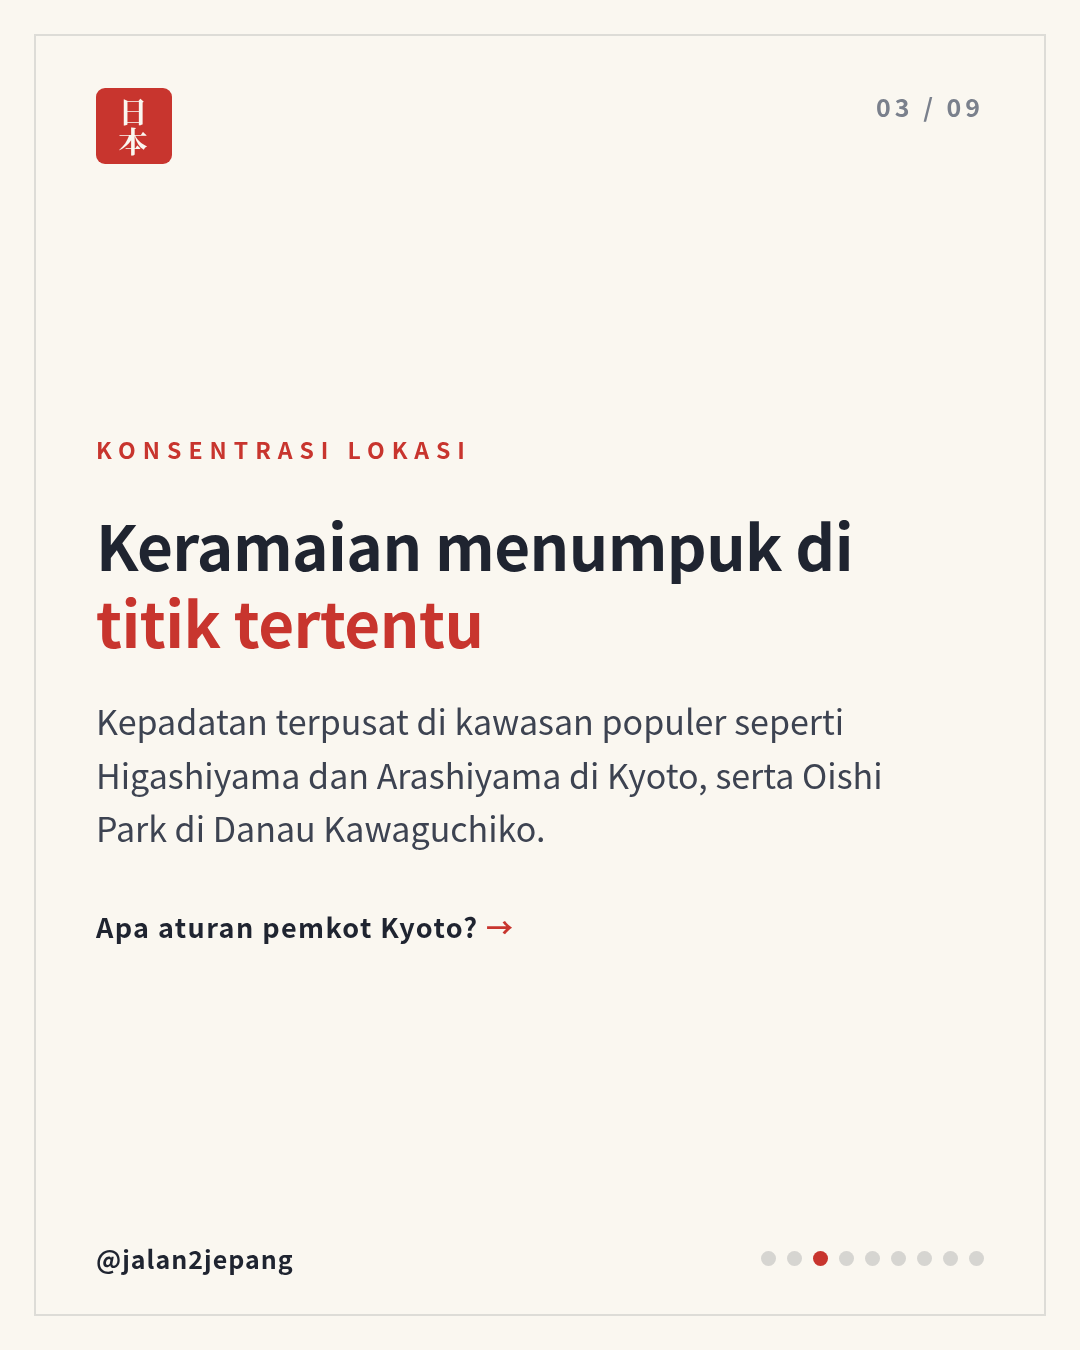 日本
03 / 09
KONSENTRASI LOKASI
Keramaian menumpuk di
titik tertentu
Kepadatan terpusat di kawasan populer seperti
Higashiyama dan Arashiyama di Kyoto, serta Oishi
Park di Danau Kawaguchiko.
Apa aturan pemkot Kyoto? →
@jalan2jepang